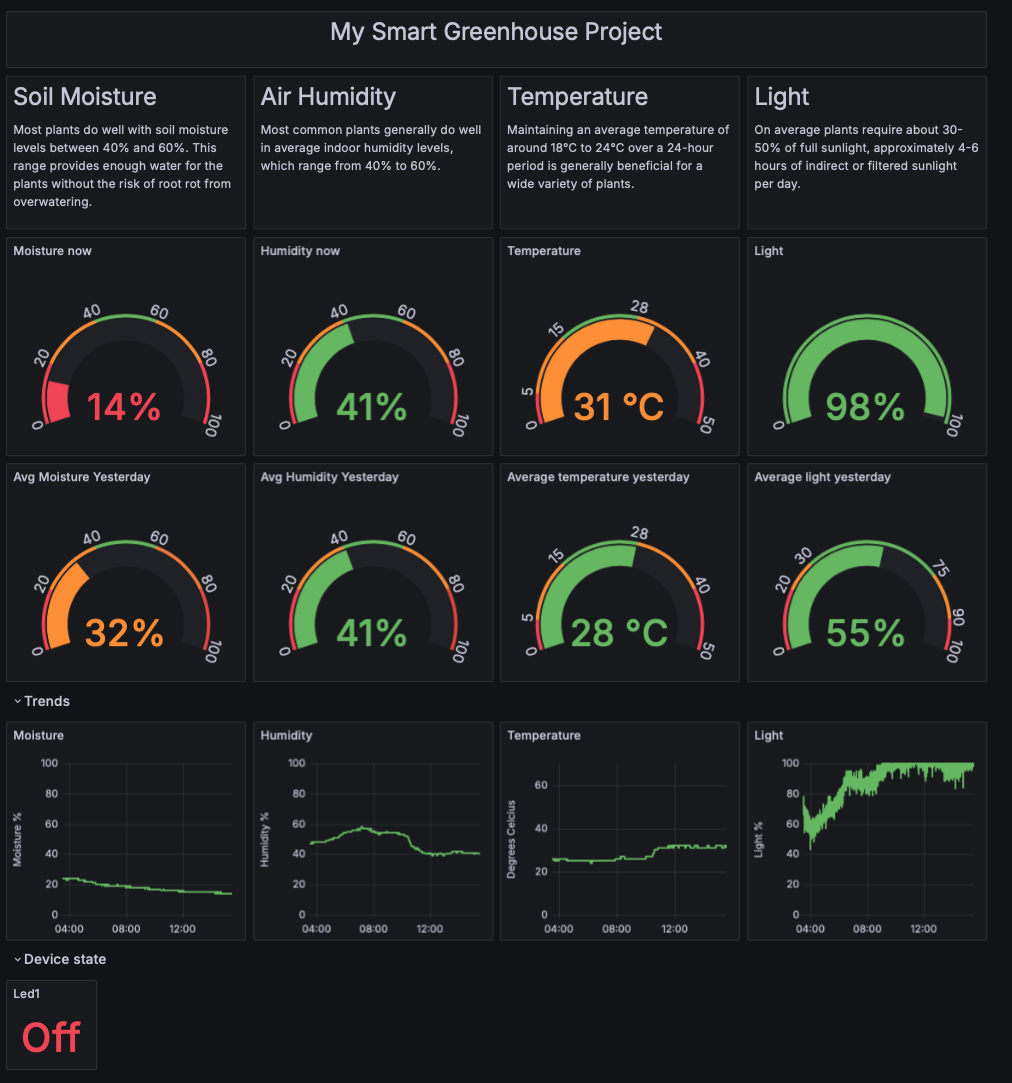 My Smart Greenhouse Project
Soil Moisture
Most plants do well with soil moisture
levels between 40% and 60%. This
range provides enough water for the
plants without the risk of root rot from
overwatering.
Air Humidity
Most common plants generally do well
in average indoor humidity levels,
which range from 40% to 60%.
Temperature
Maintaining an average temperature of
around 18°C to 24°C over a 24-hour
period is generally beneficial for a
wide variety of plants.
Light
On average plants require about 30-
50% of full sunlight, approximately 4-6
hours of indirect or filtered sunlight
per day.
Moisture now
0
20
40
60
80
100
14%
Humidity now
0
20
40
60
80
100
41%
Temperature
0
5
15
28
40
50
31 °C
Light
0
100
98%
Avg Moisture Yesterday
0
20
40
60
80
100
32%
Avg Humidity Yesterday
0
20
40
60
80
100
41%
Average temperature yesterday
0
5
15
28
40
50
28 °C
Average light yesterday
0
20
30
75
90
100
55%
Trends
Moisture
Moisture %
100
80
60
40
20
0
04:00 08:00 12:00
Humidity
Humidity %
100
80
60
40
20
0
04:00 08:00 12:00
Temperature
Degrees Celcius
60
40
20
0
04:00 08:00 12:00
Light
Light %
100
80
60
40
20
0
04:00 08:00 12:00
Device state
Led1
Off